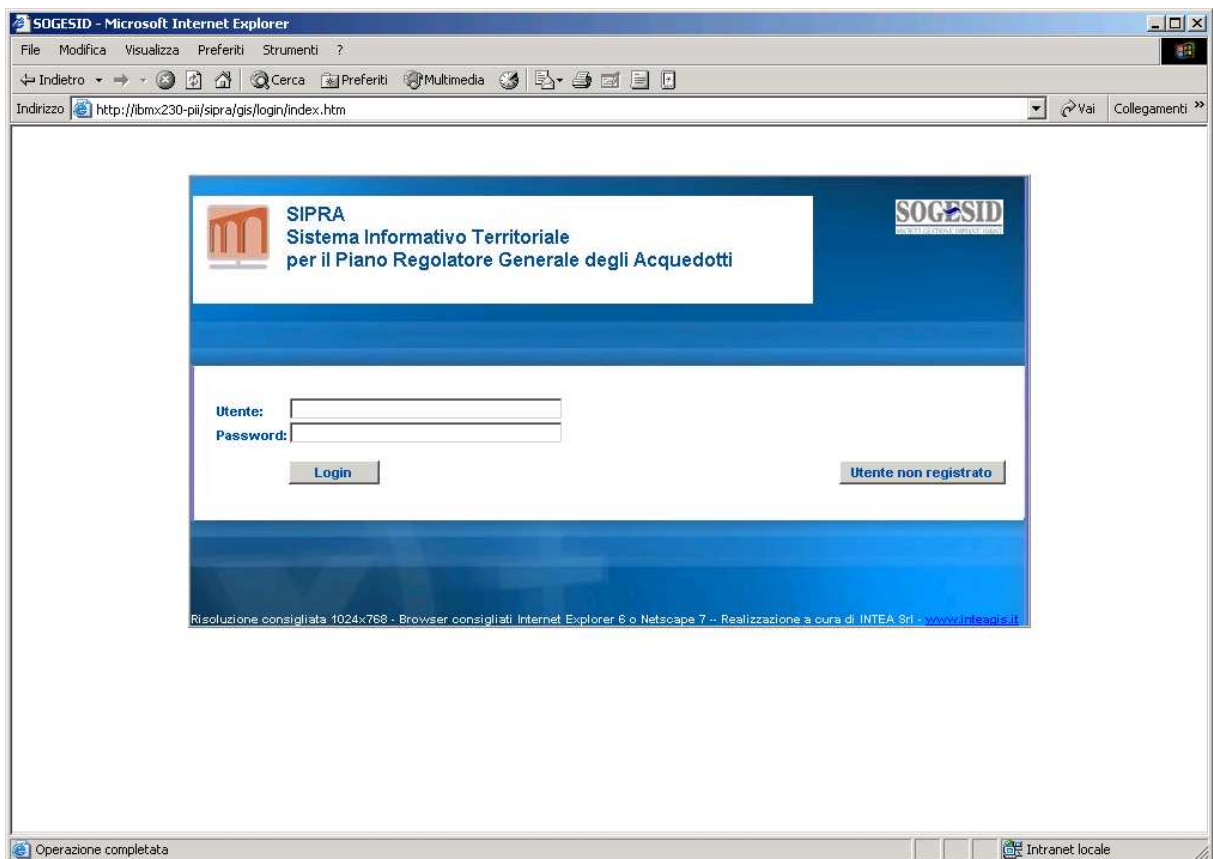 SOGESID - Microsoft Internet Explorer
File Modifica Visualizza Preferiti Strumenti ?
Indietro Cerca Preferiti Multimedia
Indirizzo http://ibmx230-pii/sipra/gis/login/index.htm Vai Collegamenti »
SIPRA
Sistema Informativo Territoriale
per il Piano Regolatore Generale degli Acquedotti
SOGESID
Utente:
Password:
Login Utente non registrato
Risoluzione consigliata 1024x768 - Browser consigliati Internet Explorer 6 o Netscape 7 -- Realizzazione a cura di INTEA Srl - www.inteagis.it
Operazione completata Intranet locale